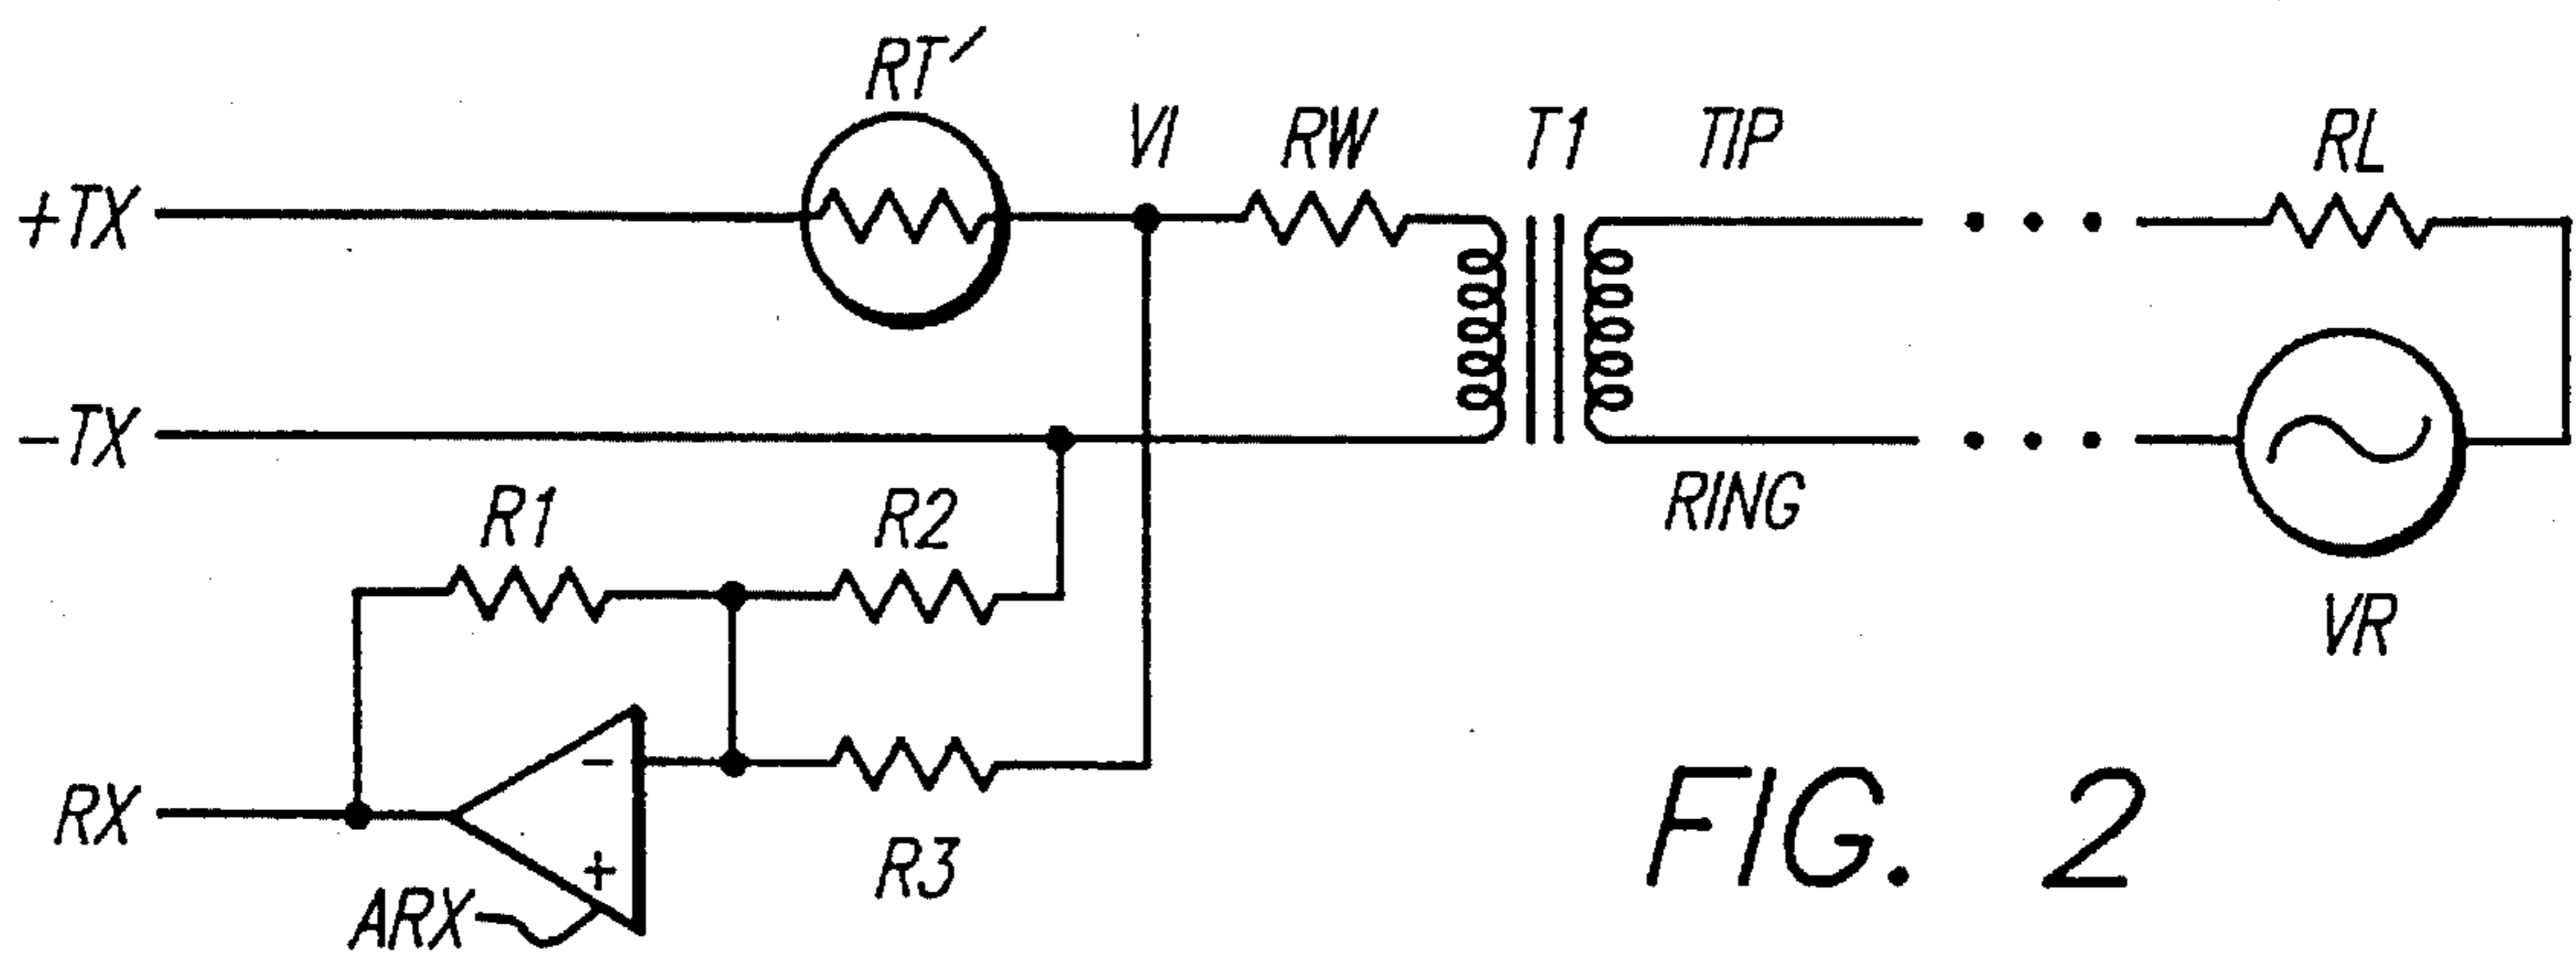 RT′
VI
RW
T1
TIP
RL
+TX
-TX
RING
R1
R2
VR
-
RX
+
R3
ARX
FIG. 2